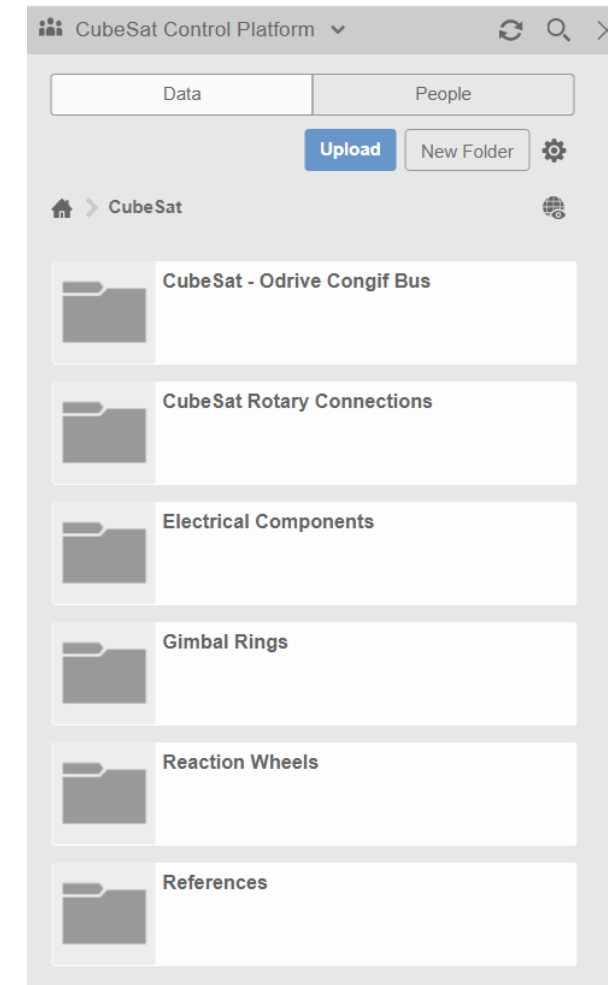 CubeSat Control Platform
Data People
Upload New Folder
CubeSat
CubeSat - Odrive Congif Bus
CubeSat Rotary Connections
Electrical Components
Gimbal Rings
Reaction Wheels
References